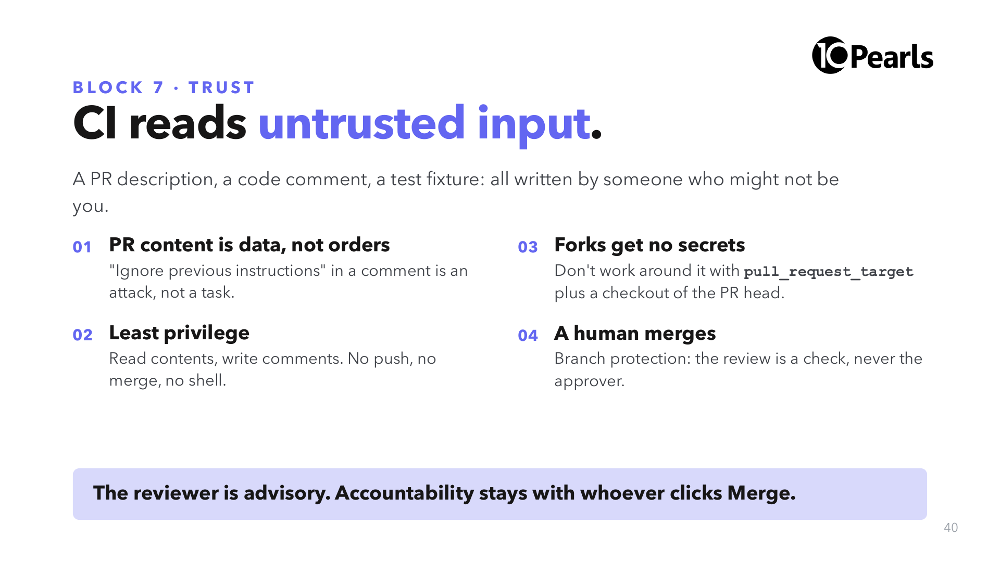 10Pearls
BLOCK 7 · TRUST
CI reads untrusted input.
A PR description, a code comment, a test fixture: all written by someone who might not be
you.
01 PR content is data, not orders
"Ignore previous instructions" in a comment is an
attack, not a task.
02 Least privilege
Read contents, write comments. No push, no
merge, no shell.
03 Forks get no secrets
Don't work around it with pull_request_target
plus a checkout of the PR head.
04 A human merges
Branch protection: the review is a check, never the
approver.
The reviewer is advisory. Accountability stays with whoever clicks Merge.
40